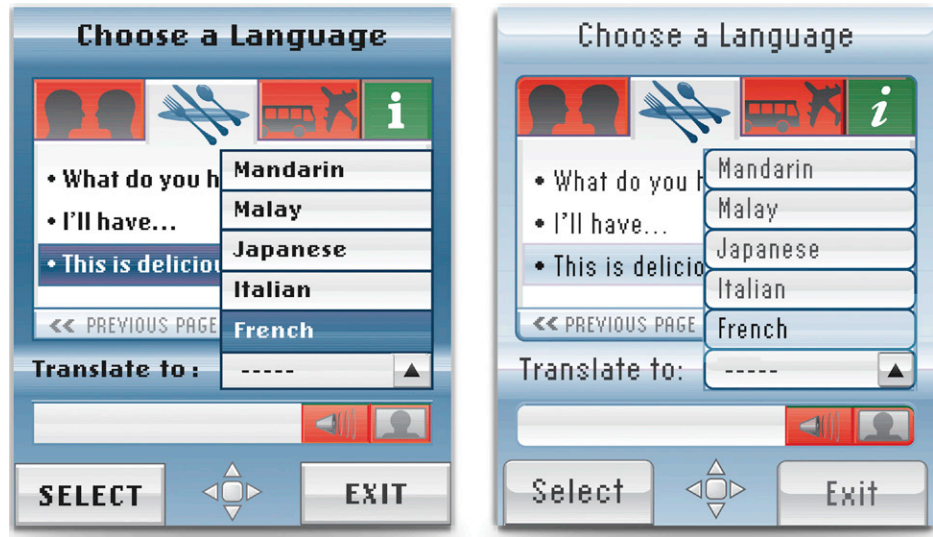 Choose a Language
i
• What do you h
• I'll have...
• This is deliciou
Mandarin
Malay
Japanese
Italian
French
<< PREVIOUS PAGE
Translate to :
-----
SELECT
EXIT
Choose a Language
i
• What do you h
• I'll have...
• This is delicio
Mandarin
Malay
Japanese
Italian
French
<< PREVIOUS PAGE
Translate to:
-----
Select
Exit